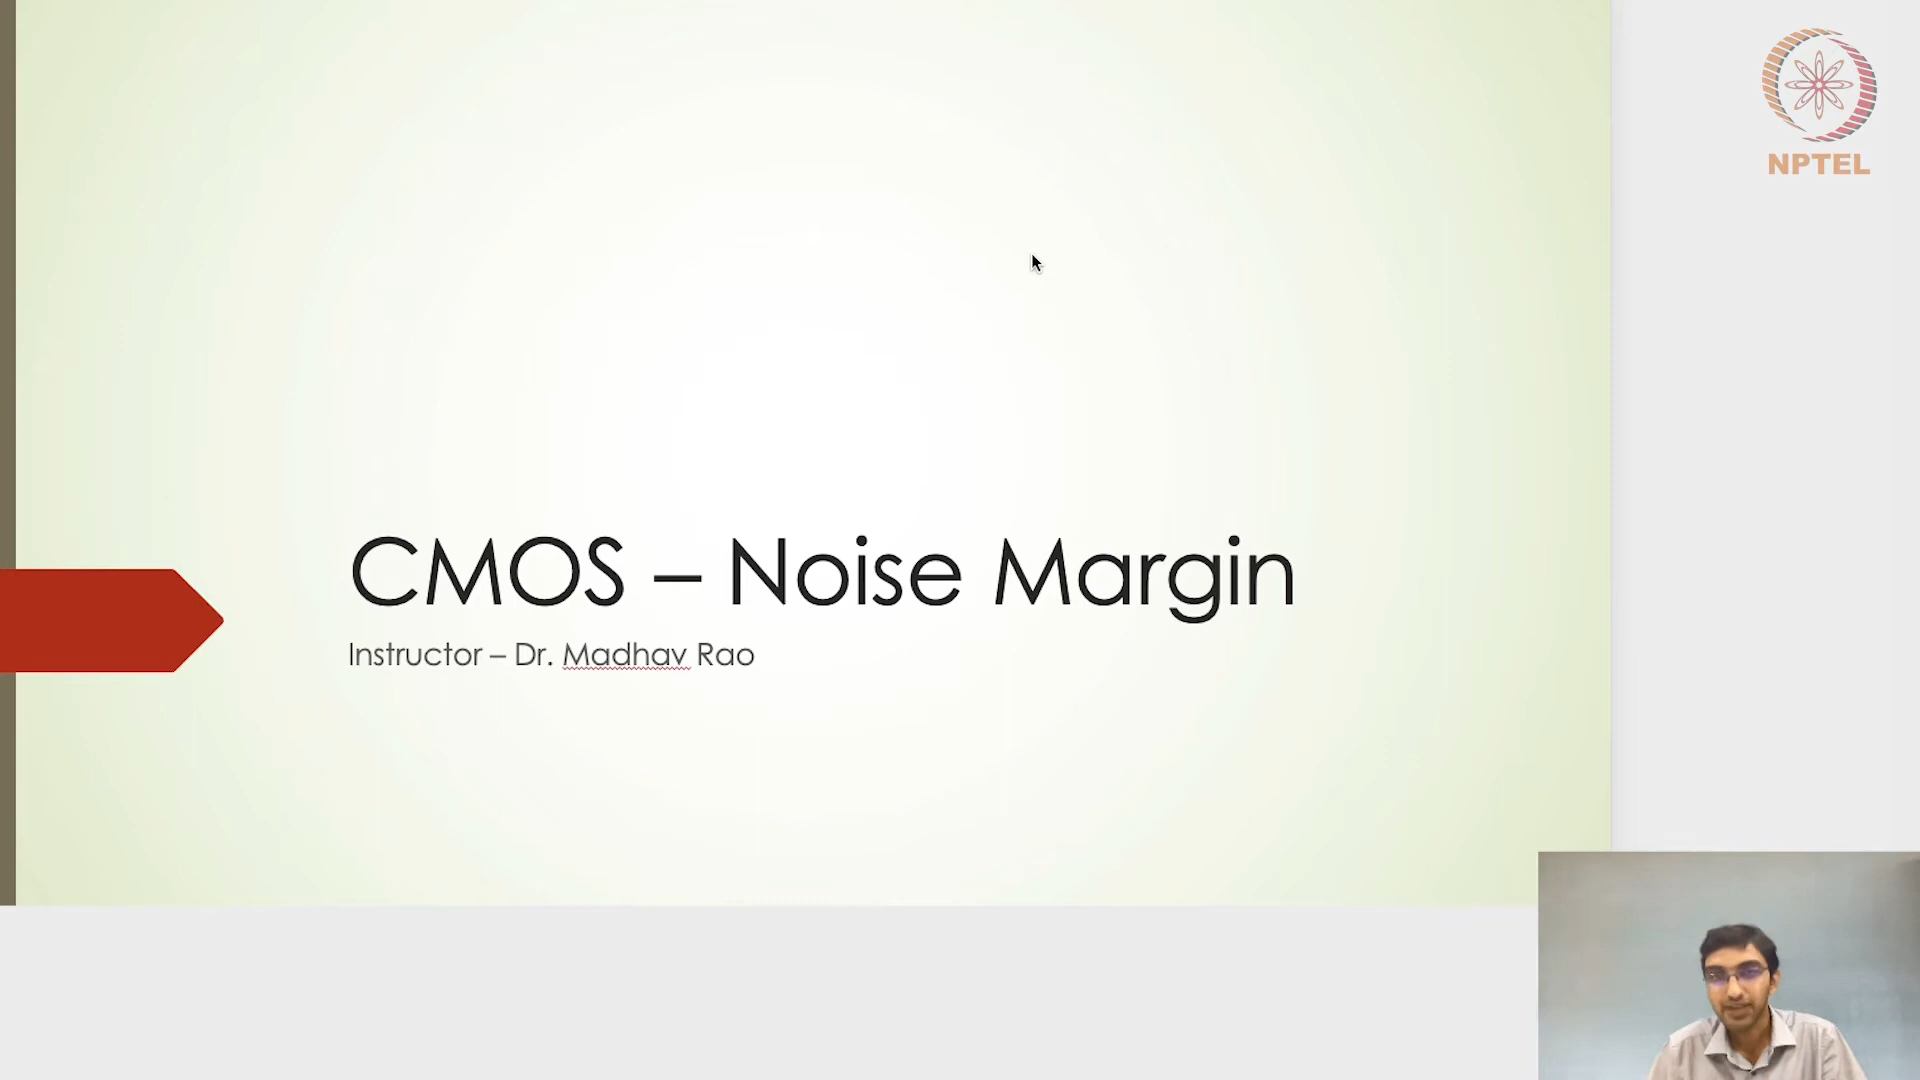 NPTEL
CMOS – Noise Margin
Instructor – Dr. Madhav Rao